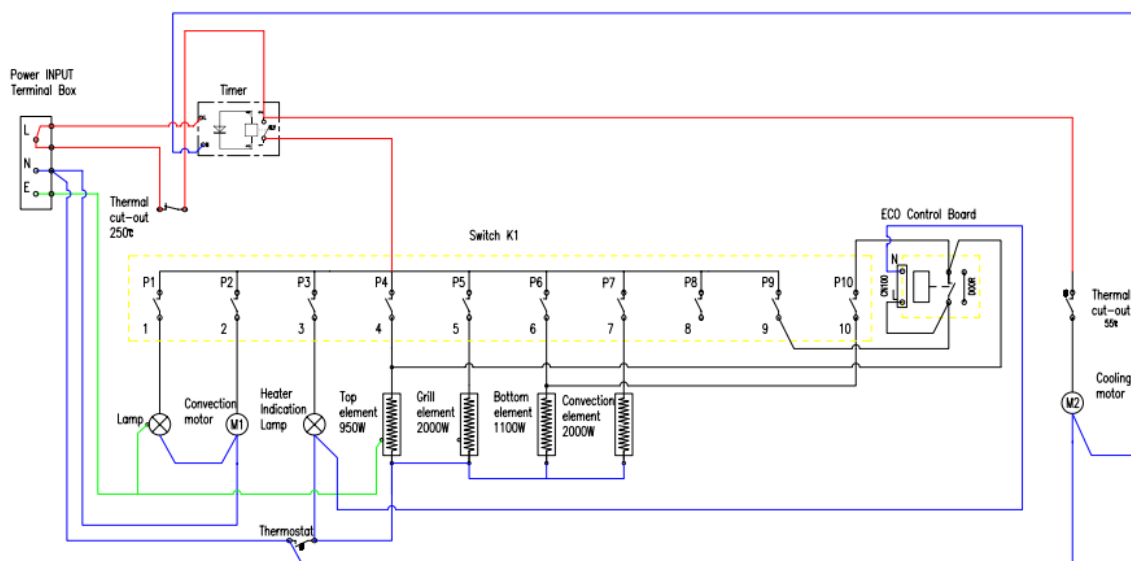 Power INPUT
Terminal Box
Timer
L
N
E
L
Thermal
cut-out
250℃
Switch K1
ECO Control Board
P1
P2
P3
P4
P5
P6
P7
P8
P9
P10
N
L
CN100
DOOR
1
2
3
4
5
6
7
8
9
10
Thermal
cut-out
55℃
Lamp
Convection
motor
M1
Heater
Indication
Lamp
Top
element
950W
Grill
element
2000W
Bottom
element
1100W
Convection
element
2000W
Cooling
motor
M2
Thermostat